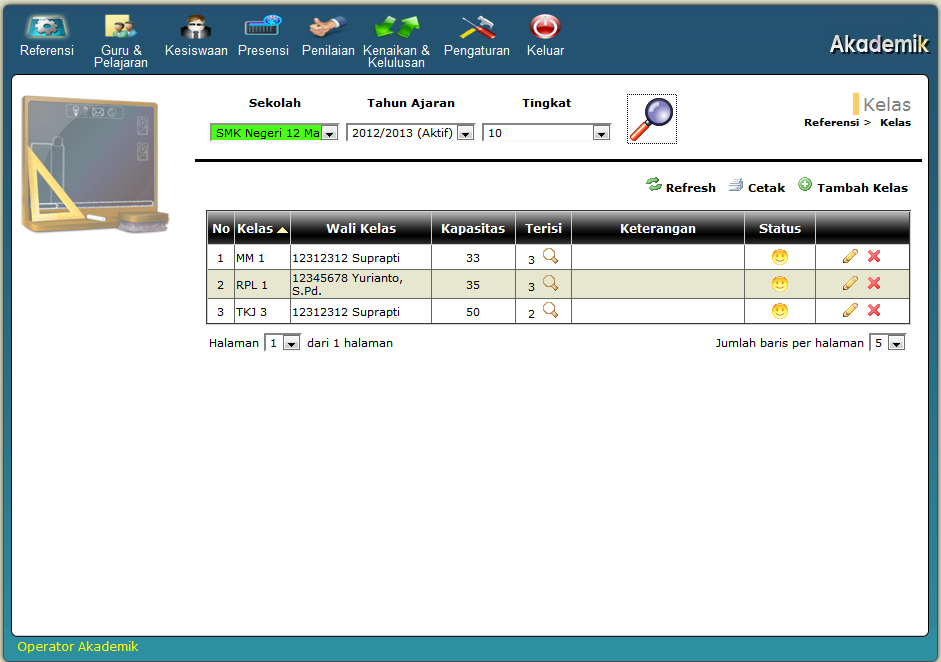 Referensi
Guru &
Pelajaran
Kesiswaan
Presensi
Penilaian
Kenaikan &
Kelulusan
Pengaturan
Keluar
Akademik
Sekolah Tahun Ajaran Tingkat
SMK Negeri 12 Ma 2012/2013 (Aktif) 10
Kelas
Referensi > Kelas
Refresh Cetak Tambah Kelas
No Kelas Wali Kelas Kapasitas Terisi Keterangan Status
1 MM 1 12312312 Suprapti 33 3
2 RPL 1 12345678 Yurianto, S.Pd. 35 3
3 TKJ 3 12312312 Suprapti 50 2
Halaman 1 dari 1 halaman Jumlah baris per halaman 5
Operator Akademik